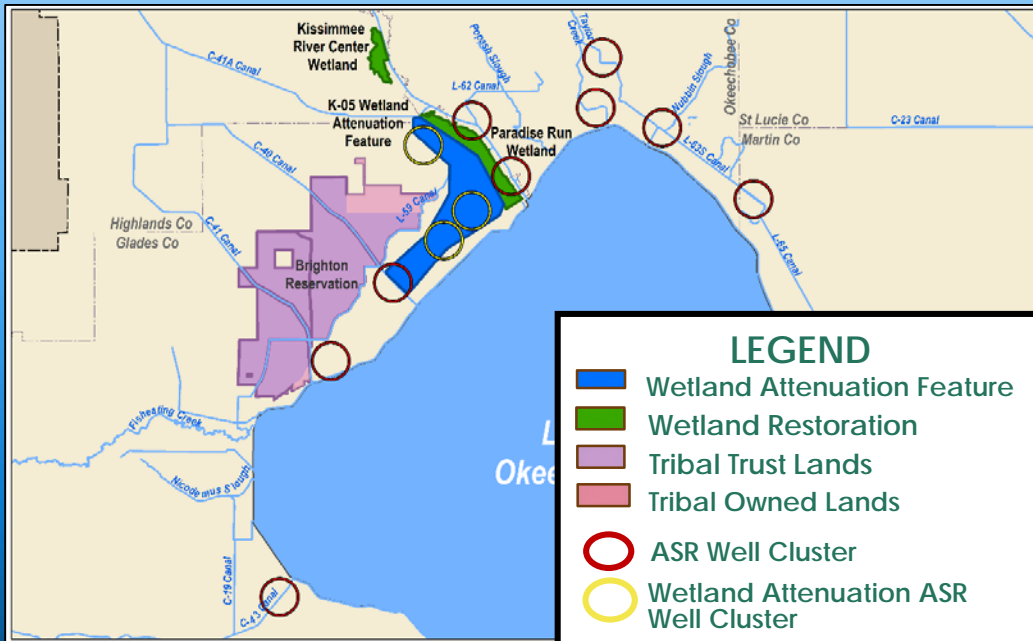 Kissimmee
River Center
Wetland
C-41A Canal
Popash Slough
Taylor
Creek
L-62 Canal
Nubbin Slough
Okeechobee Co
K-05 Wetland
Attenuation
Feature
Paradise Run
Wetland
St Lucie Co
Martin Co
C-23 Canal
L-63S Canal
C-40 Canal
L-59 Canal
C-41 Canal
Highlands Co
Glades Co
Brighton
Reservation
L-65 Canal
Fisheating Creek
Nicodemus Slough
L
Okee
C-19 Canal
C-43 Canal
LEGEND
Wetland Attenuation Feature
Wetland Restoration
Tribal Trust Lands
Tribal Owned Lands
ASR Well Cluster
Wetland Attenuation ASR
Well Cluster